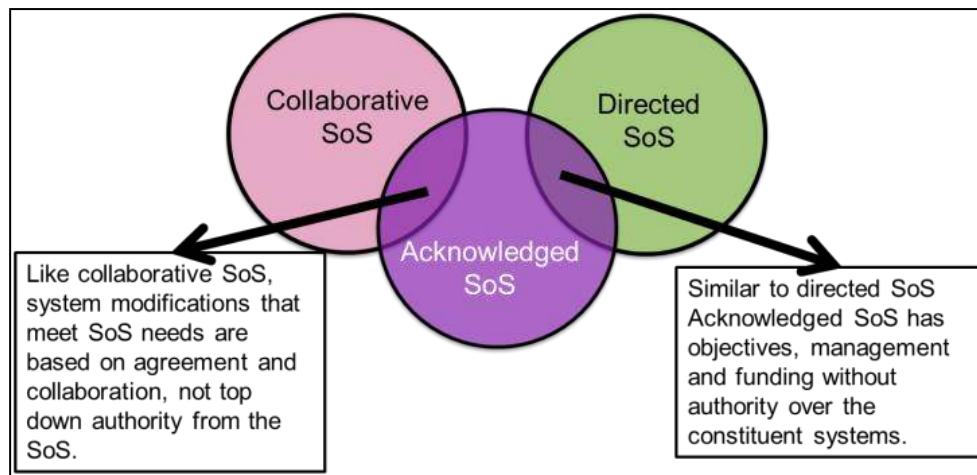 Collaborative
SoS
Directed
SoS
Acknowledged
SoS
Like collaborative SoS,
system modifications that
meet SoS needs are
based on agreement and
collaboration, not top
down authority from the
SoS.
Similar to directed SoS
Acknowledged SoS has
objectives, management
and funding without
authority over the
constituent systems.